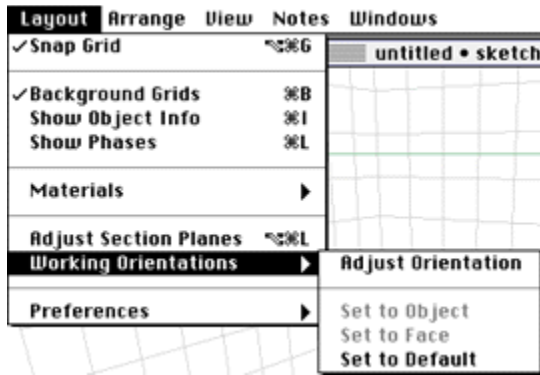 Layout Arrange View Notes Windows
✓Snap Grid ⌥⌘G
untitled • sketch
✓Background Grids ⌘B
Show Object Info ⌘I
Show Phases ⌘L
Materials ▶
Adjust Section Planes ⌥⌘L
Working Orientations ▶
Adjust Orientation
Set to Object
Set to Face
Set to Default
Preferences ▶